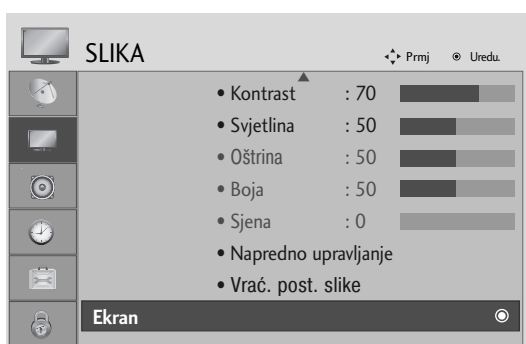 SLIKA Prmj Uredu.
• Kontrast : 70
• Svjetlina : 50
• Oštrina : 50
• Boja : 50
• Sjena : 0
• Napredno upravljanje
• Vrać. post. slike
Ekran